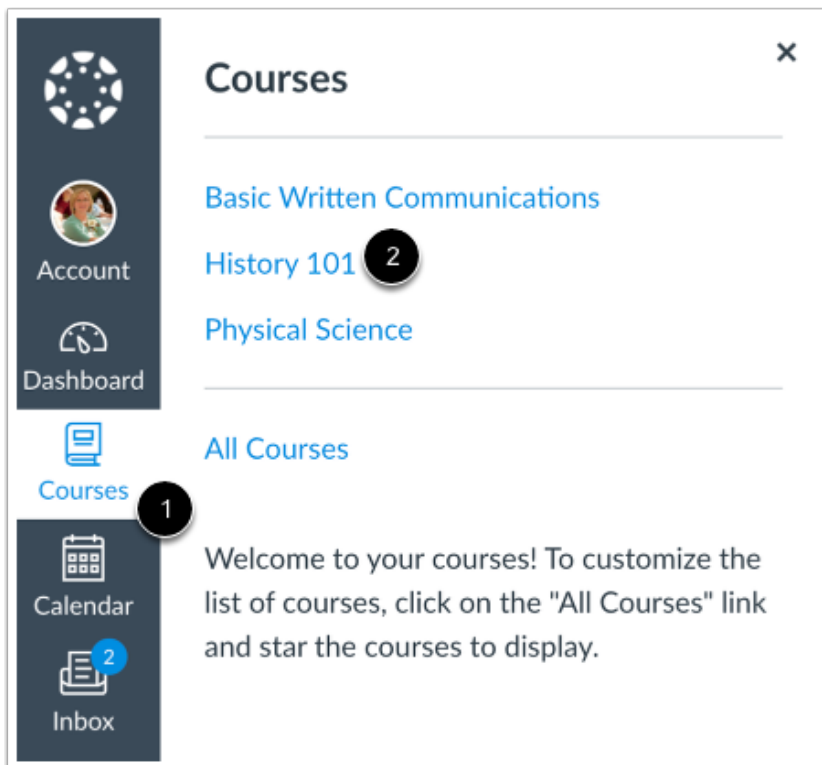 Account
Dashboard
Courses
1
Calendar
2
Inbox
Courses
×
Basic Written Communications
History 101 2
Physical Science
All Courses
Welcome to your courses! To customize the
list of courses, click on the "All Courses" link
and star the courses to display.